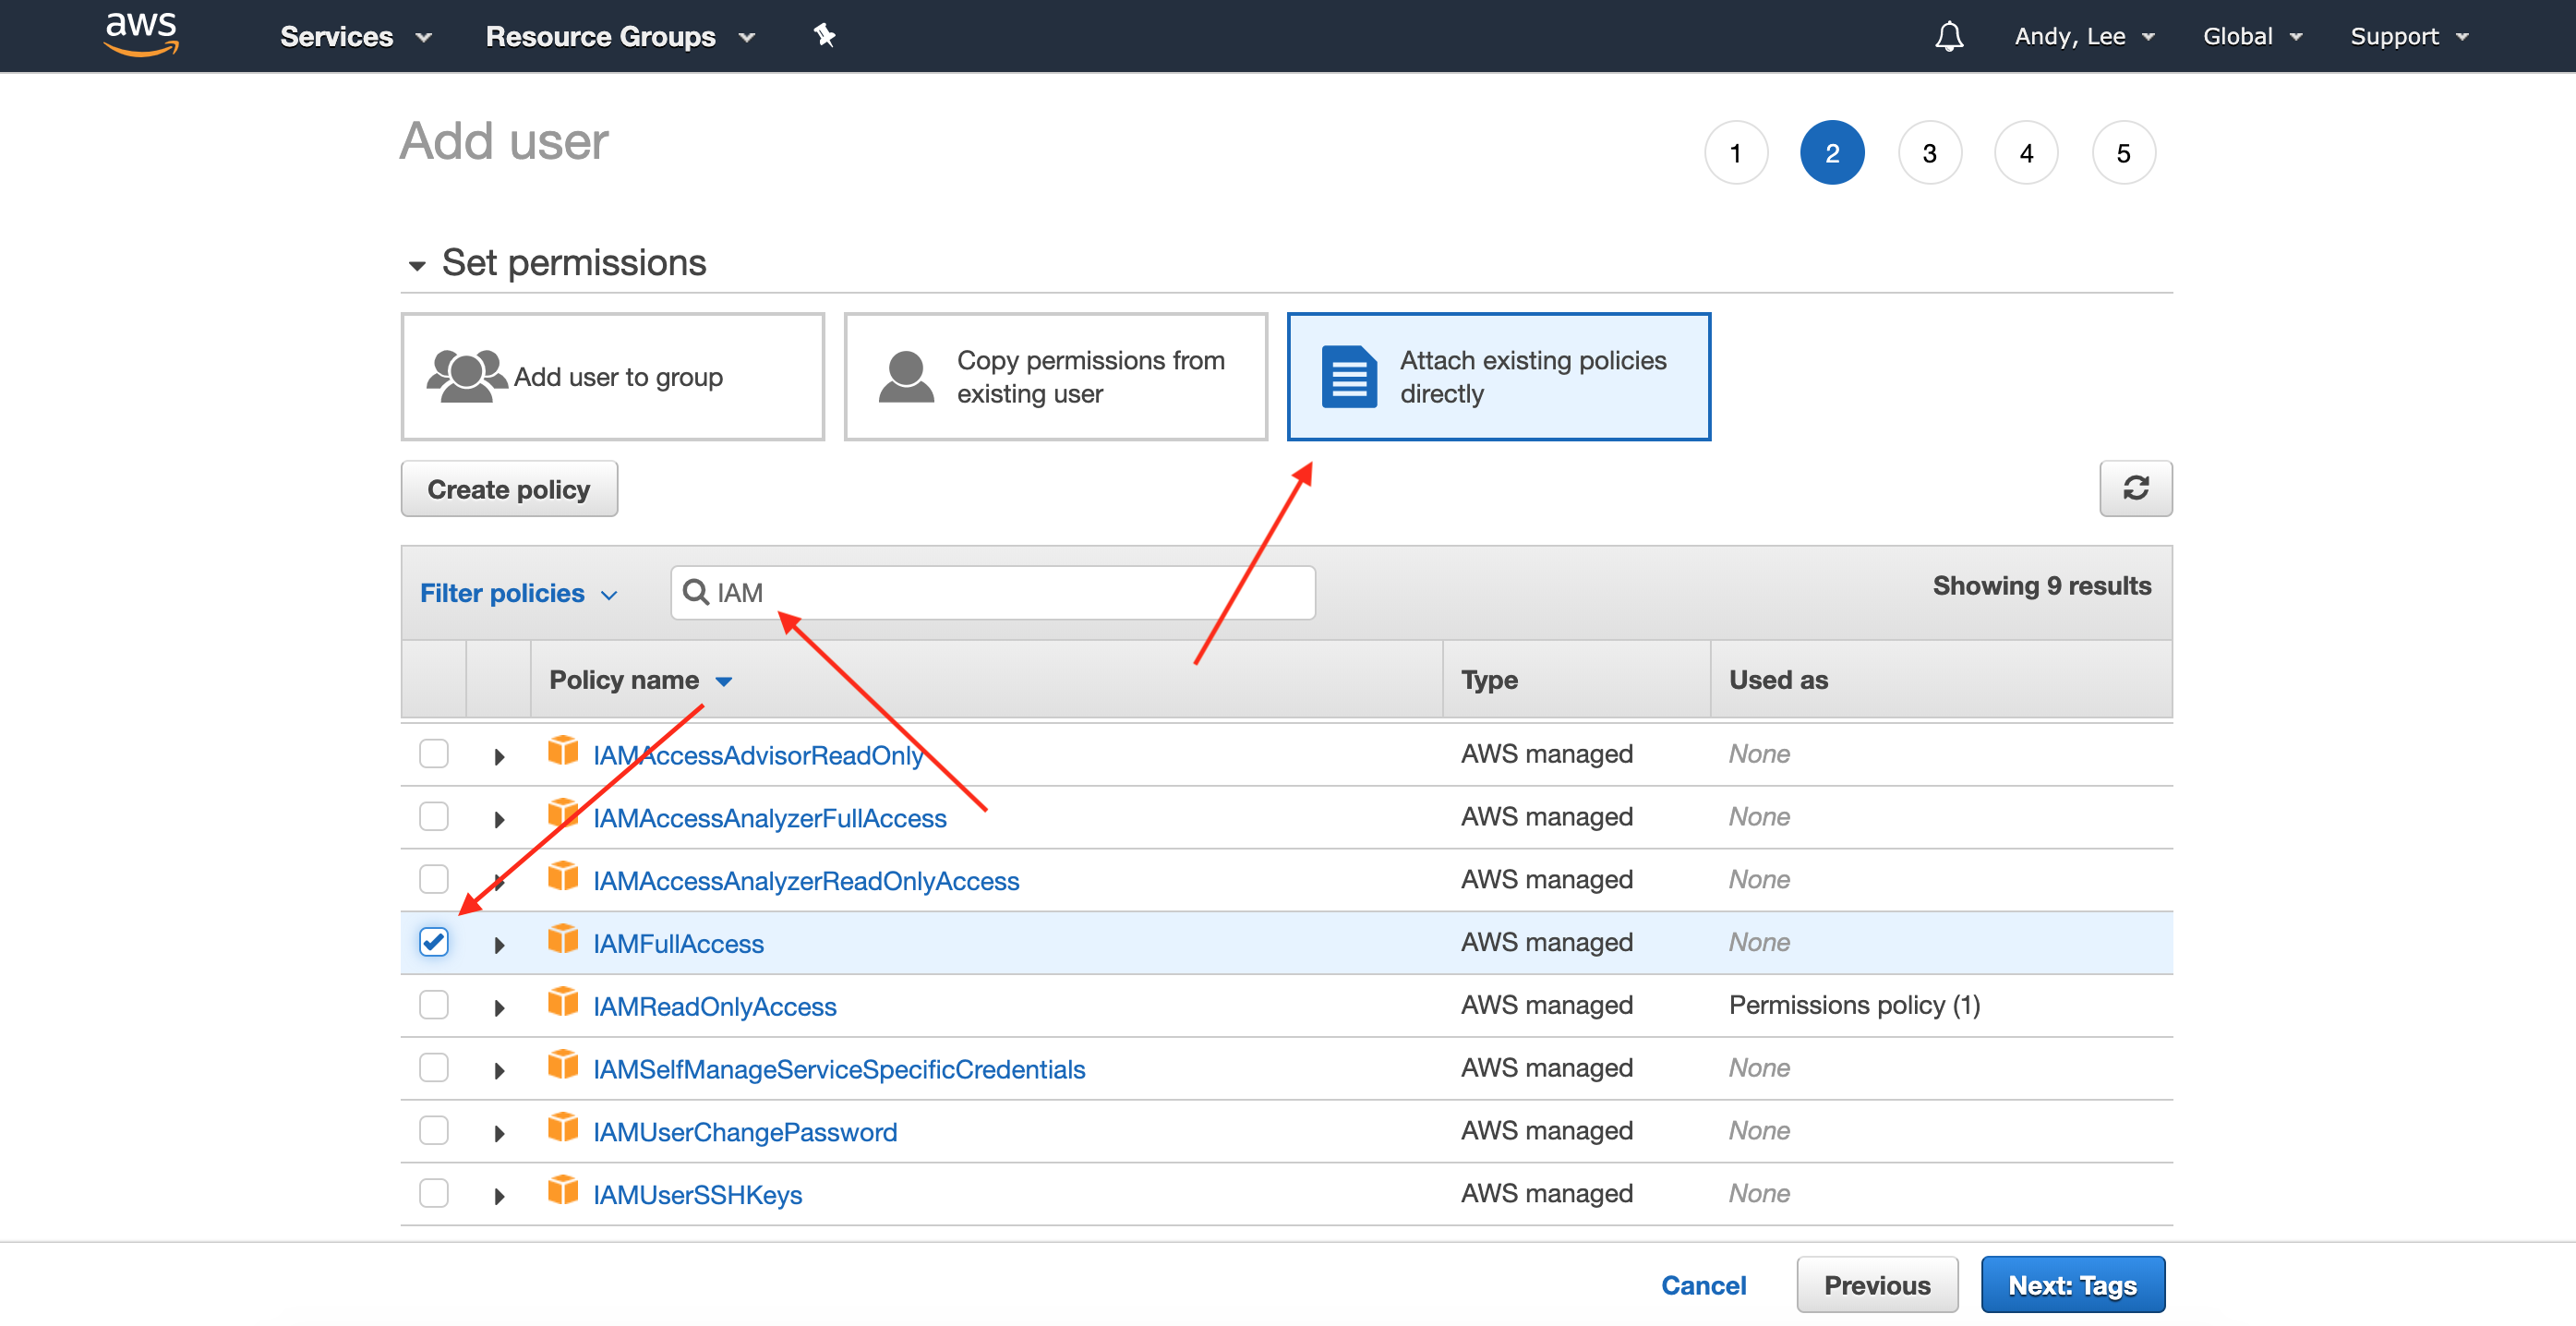 aws Services Resource Groups Andy, Lee Global Support
Add user 1 2 3 4 5
Set permissions
Add user to group
Copy permissions from
existing user
Attach existing policies
directly
Create policy
Filter policies IAM Showing 9 results
Policy name Type Used as
IAMAccessAdvisorReadOnly AWS managed None
IAMAccessAnalyzerFullAccess AWS managed None
IAMAccessAnalyzerReadOnlyAccess AWS managed None
IAMFullAccess AWS managed None
IAMReadOnlyAccess AWS managed Permissions policy (1)
IAMSelfManageServiceSpecificCredentials AWS managed None
IAMUserChangePassword AWS managed None
IAMUserSSHKeys AWS managed None
Cancel Previous Next: Tags